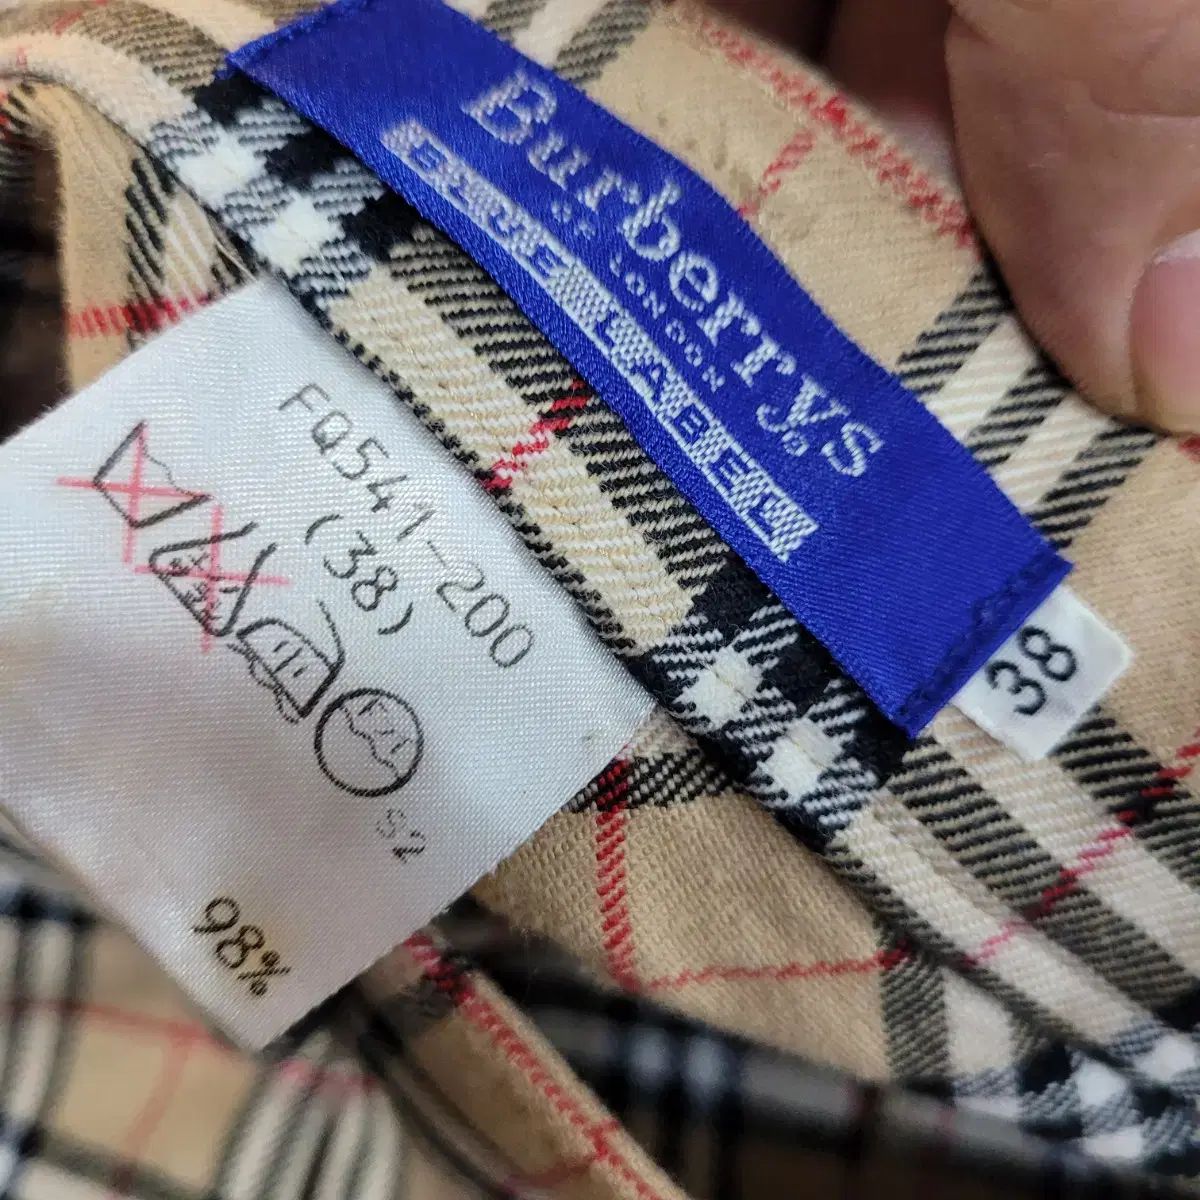 Burberrys
OF LONDON
BLUE LABEL
38
FQ541-200
(38)
98%